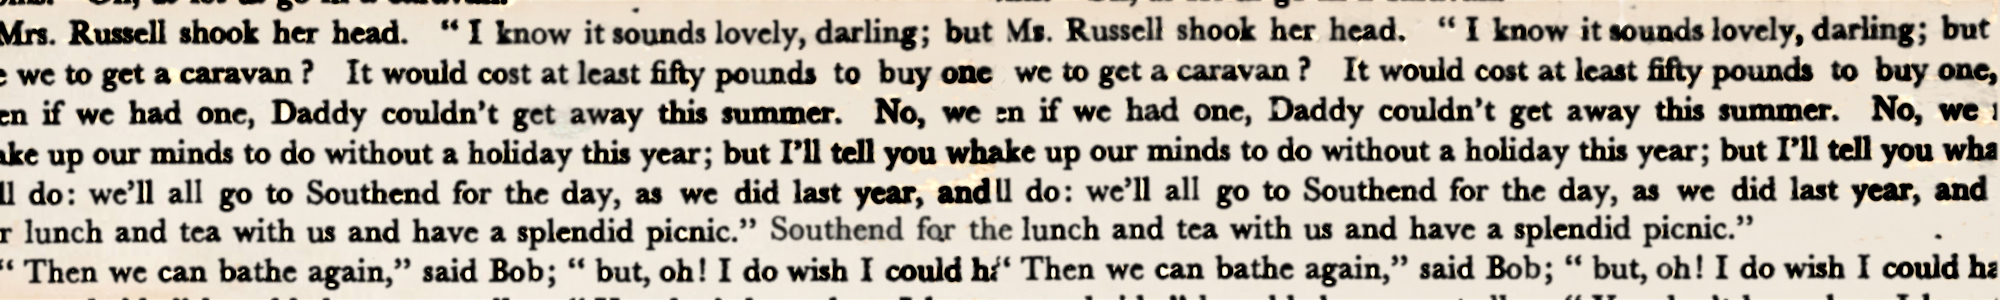 Mrs. Russell shook her head. “ I know it sounds lovely, darling; but Ms. Russell shook her head. “ I know it sounds lovely, darling; but
we to get a caravan ? It would cost at least fifty pounds to buy one we to get a caravan ? It would cost at least fifty pounds to buy one,
en if we had one, Daddy couldn’t get away this summer. No, we en if we had one, Daddy couldn’t get away this summer. No, we
ake up our minds to do without a holiday this year; but I’ll tell you whake up our minds to do without a holiday this year; but I’ll tell you wha
ll do: we’ll all go to Southend for the day, as we did last year, and ll do: we’ll all go to Southend for the day, as we did last year, and
r lunch and tea with us and have a splendid picnic.” Southend for the lunch and tea with us and have a splendid picnic.”
“ Then we can bathe again,” said Bob; “ but, oh! I do wish I could ha “ Then we can bathe again,” said Bob; “ but, oh! I do wish I could ha